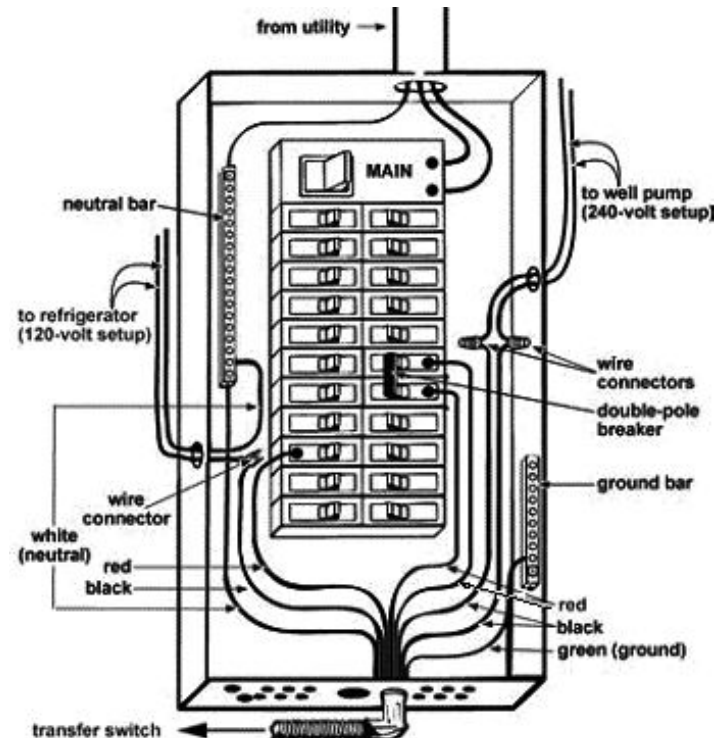 from utility
MAIN
neutral bar
to well pump
(240-volt setup]
to refrigerator
(120-volt setup)
wire
connectors
double-pole
breaker
ground bar
wire
connector
white
(neutral)
red
black
red
black
green (ground)
transfer switch